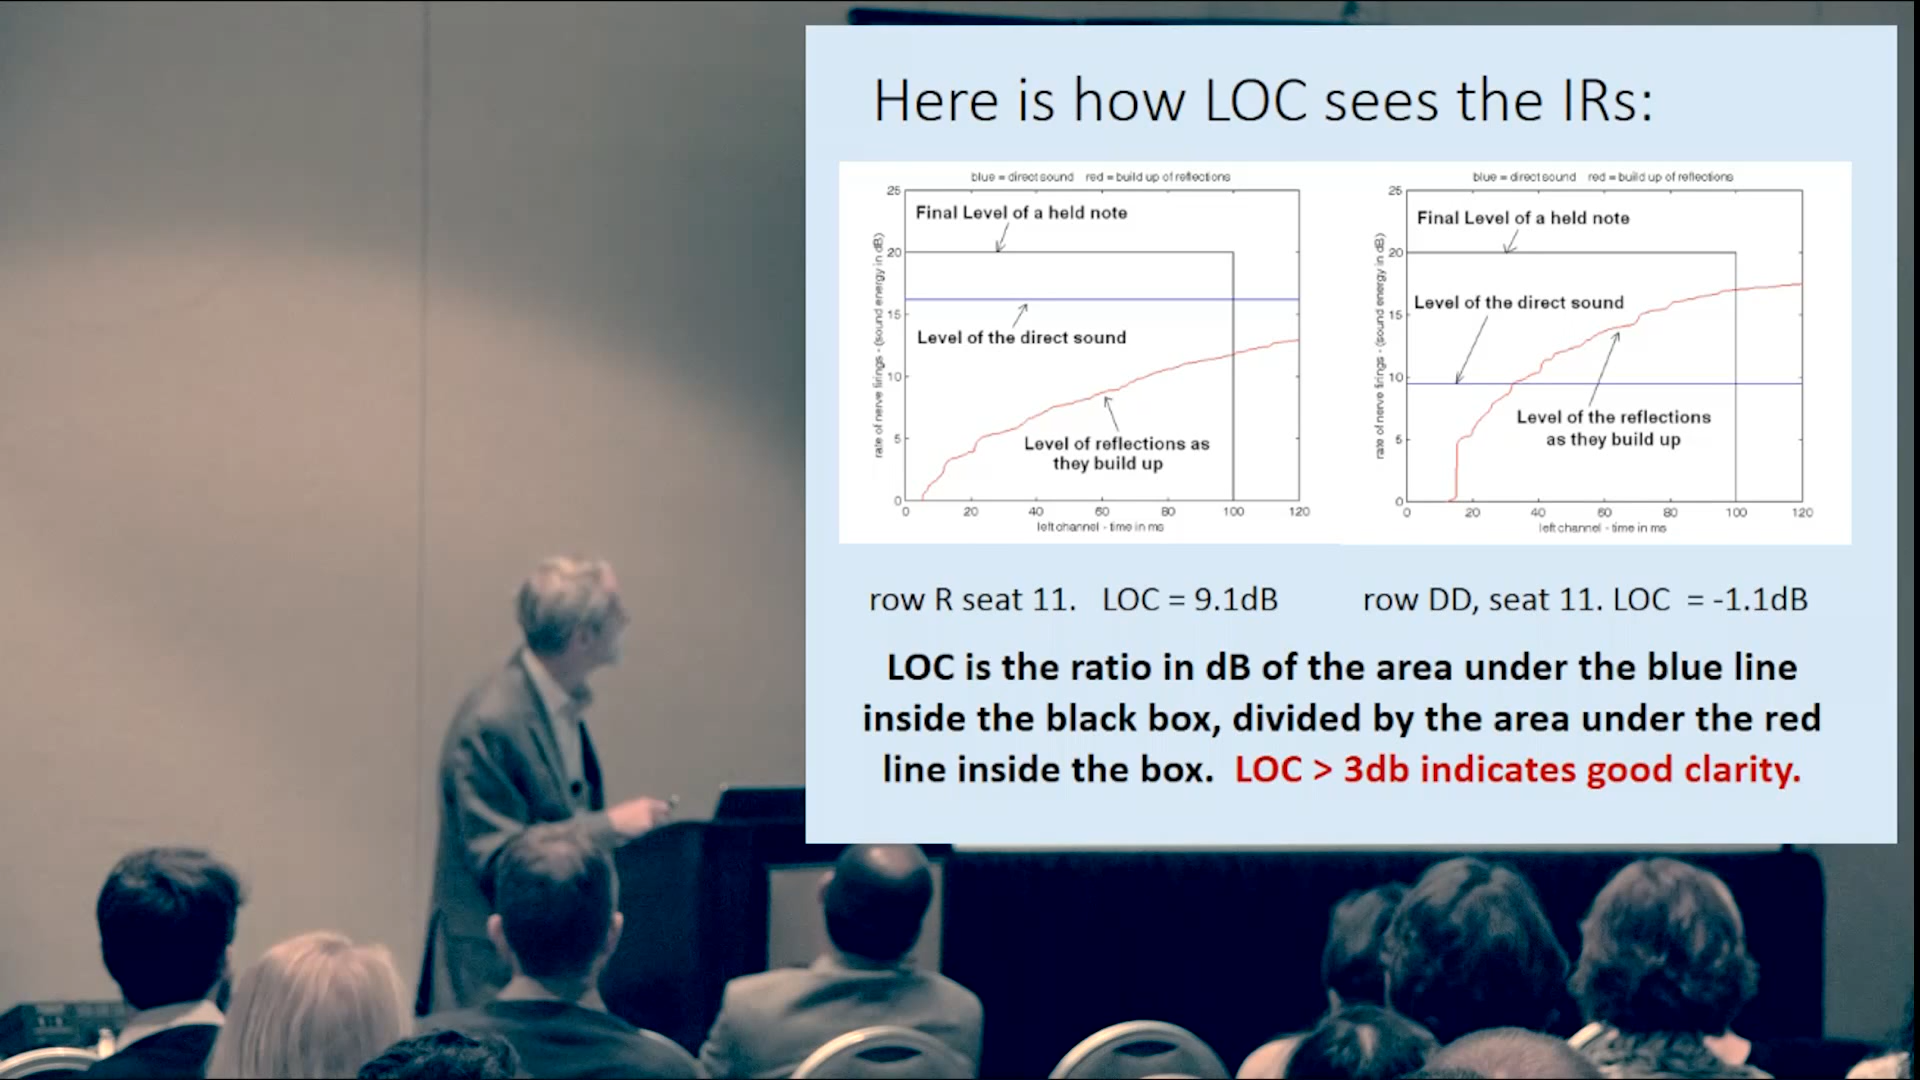 Here is how LOC sees the IRs:
blue = direct sound red = build up of reflections
25
20
15
10
5
0
rate of nerve firings - (sound energy in dB)
Final Level of a held note
Level of the direct sound
Level of reflections as
they build up
0 20 40 60 80 100 120
left channel - time in ms
blue = direct sound red = build up of reflections
25
20
15
10
5
0
rate of nerve firings - (sound energy in dB)
Final Level of a held note
Level of the direct sound
Level of the reflections
as they build up
0 20 40 60 80 100 120
left channel - time in ms
row R seat 11. LOC = 9.1dB
row DD, seat 11. LOC = -1.1dB
LOC is the ratio in dB of the area under the blue line
inside the black box, divided by the area under the red
line inside the box. LOC > 3db indicates good clarity.